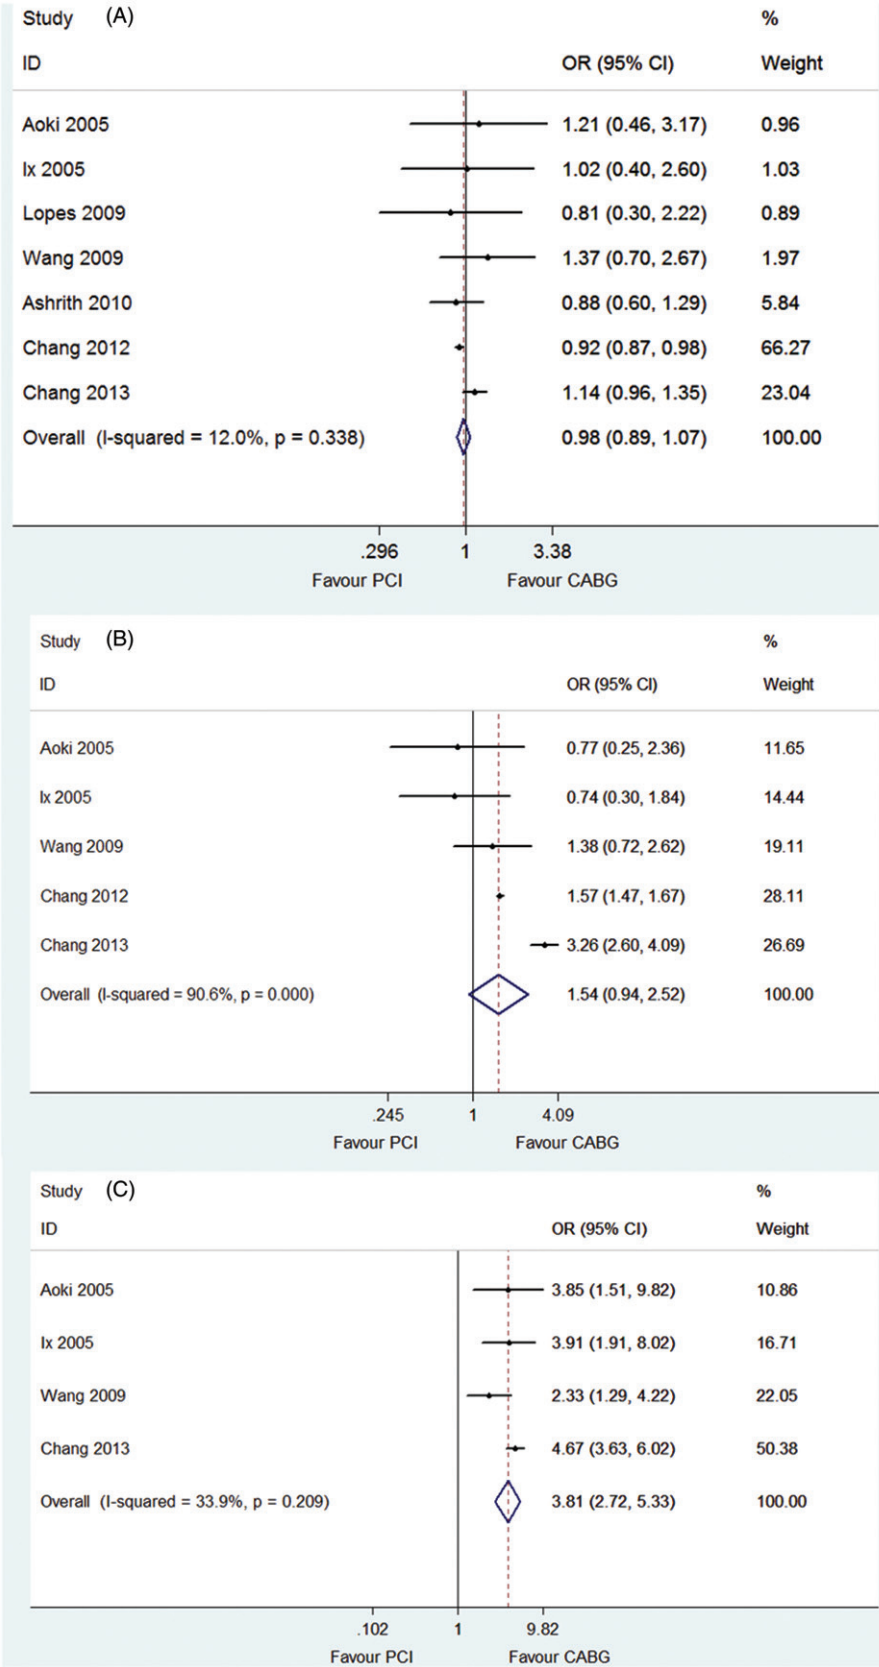 Study (A) %
ID OR (95% CI) Weight
Aoki 2005 1.21 (0.46, 3.17) 0.96
Ix 2005 1.02 (0.40, 2.60) 1.03
Lopes 2009 0.81 (0.30, 2.22) 0.89
Wang 2009 1.37 (0.70, 2.67) 1.97
Ashrith 2010 0.88 (0.60, 1.29) 5.84
Chang 2012 0.92 (0.87, 0.98) 66.27
Chang 2013 1.14 (0.96, 1.35) 23.04
Overall (I-squared = 12.0%, p = 0.338) 0.98 (0.89, 1.07) 100.00
.296 1 3.38
Favour PCI Favour CABG
Study (B) %
ID OR (95% CI) Weight
Aoki 2005 0.77 (0.25, 2.36) 11.65
Ix 2005 0.74 (0.30, 1.84) 14.44
Wang 2009 1.38 (0.72, 2.62) 19.11
Chang 2012 1.57 (1.47, 1.67) 28.11
Chang 2013 3.26 (2.60, 4.09) 26.69
Overall (I-squared = 90.6%, p = 0.000) 1.54 (0.94, 2.52) 100.00
.245 1 4.09
Favour PCI Favour CABG
Study (C) %
ID OR (95% CI) Weight
Aoki 2005 3.85 (1.51, 9.82) 10.86
Ix 2005 3.91 (1.91, 8.02) 16.71
Wang 2009 2.33 (1.29, 4.22) 22.05
Chang 2013 4.67 (3.63, 6.02) 50.38
Overall (I-squared = 33.9%, p = 0.209) 3.81 (2.72, 5.33) 100.00
.102 1 9.82
Favour PCI Favour CABG